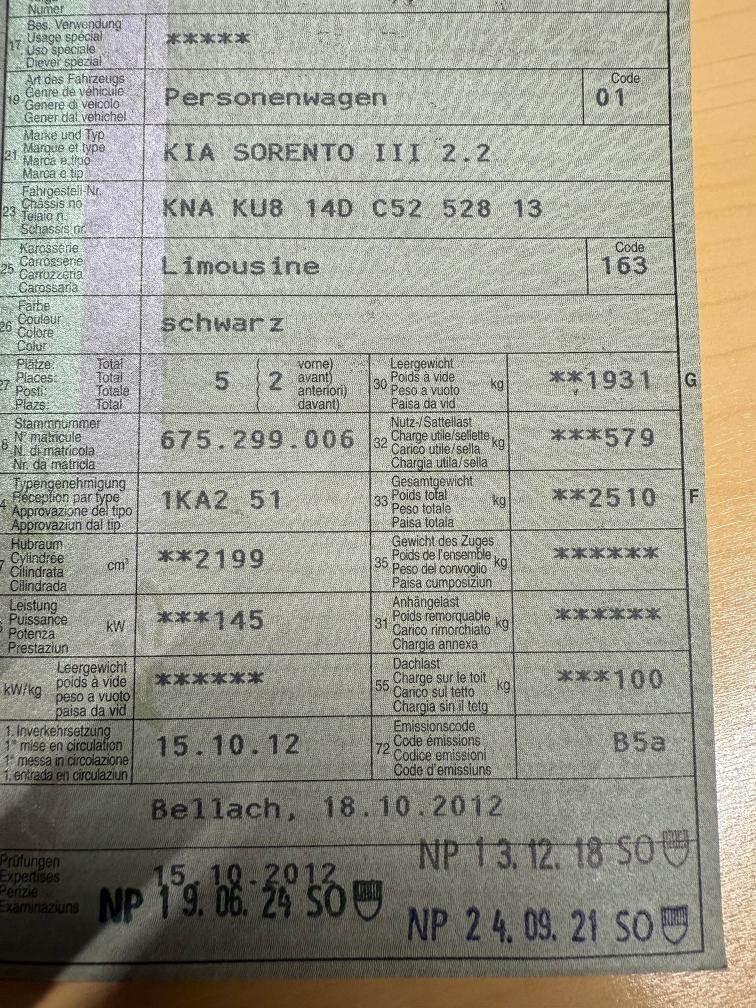 Numer
17 Bes. Verwendung
Usage spécial
Uso speciale
Diever spezial
*****
19 Art des Fahrzeugs
Genre de véhicule
Genere di veicolo
Gener dal vehichel
Personenwagen
Code
01
21 Marke und Typ
Marque et type
Marca e tipo
Marca e tip
KIA SORENTO III 2.2
23 Fahrgestell-Nr.
Châssis no
Telaio n.
Schassis nr.
KNA KU8 14D C52 528 13
25 Karosserie
Carrosserie
Carrozzeria
Carossaria
Limousine
Code
163
26 Farbe
Couleur
Colore
Colur
schwarz
27 Plätze: Total
Places: Total
Posti: Totale
Plazs: Total
5 ( 2 vorne)
avant)
anteriori)
davant)
30 Leergewicht
Poids à vide
Peso a vuoto
Paisa da vid
kg
**1931
G
8 Stammnummer
N° matricule
N. di matricola
Nr. da matricla
675.299.006
32 Nutz-/Sattellast
Charge utile/sellette
Carico utile/sella
Chargia utila/sella
kg
***579
4 Typengenehmigung
Réception par type
Approvazione del tipo
Approvaziun dal tip
1KA2 51
33 Gesamtgewicht
Poids total
Peso totale
Paisa totala
kg
**2510
F
7 Hubraum
Cylindrée
Cilindrata
Cilindrada
cm³
**2199
35 Gewicht des Zuges
Poids de l'ensemble
Peso del convoglio
Paisa cumposiziun
kg
******
Leistung
Puissance
Potenza
Prestaziun
kW
***145
31 Anhängelast
Poids remorquable
Carico rimorchiato
Chargia annexa
kg
******
kW/kg
Leergewicht
poids à vide
peso a vuoto
paisa da vid
******
55 Dachlast
Charge sur le toit
Carico sul tetto
Chargia sin il tetg
kg
***100
1. Inverkehrsetzung
1° mise en circulation
1° messa in circolazione
1. entrada en circulaziun
15.10.12
72 Emissionscode
Code émissions
Codice emissioni
Code d'emissiuns
B5a
Bellach, 18.10.2012
Prüfungen
Expertises
Perizie
Examinaziuns
15.10.2012
NP 13.12.18 SO
NP 19.06.24 SO
NP 24.09.21 SO